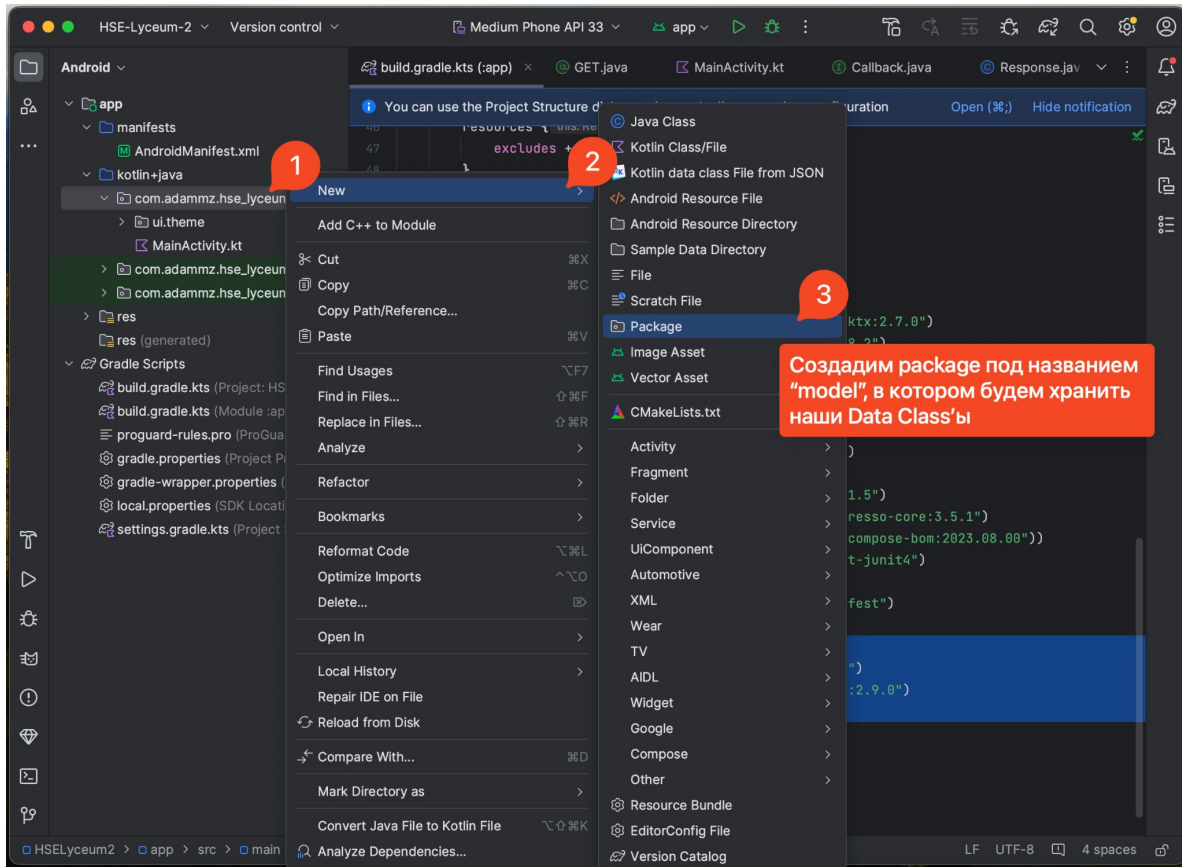 HSE-Lyceum-2
Version control
Medium Phone API 33
app
Android
build.gradle.kts (:app)
GET.java
MainActivity.kt
Callback.java
Response.jav
You can use the Project Structure
Open (⌘;)
Hide notification
app
manifests
AndroidManifest.xml
kotlin+java
com.adammz.hse_lyceum
ui.theme
MainActivity.kt
com.adammz.hse_lyceum
com.adammz.hse_lyceum
res
res (generated)
Gradle Scripts
build.gradle.kts (Project: HS
build.gradle.kts (Module :ap
proguard-rules.pro (ProGua
gradle.properties (Project P
gradle-wrapper.properties (
local.properties (SDK Locati
settings.gradle.kts (Project
47
excludes +
48
}
1
2
3
New
Add C++ to Module
Cut ⌘X
Copy ⌘C
Copy Path/Reference...
Paste ⌘V
Find Usages ⌥F7
Find in Files... ⇧⌘F
Replace in Files... ⇧⌘R
Analyze
Refactor
Bookmarks
Reformat Code ⌥⌘L
Optimize Imports ^⌥O
Delete... ⌦
Open In
Local History
Repair IDE on File
Reload from Disk
Compare With... ⌘D
Mark Directory as
Convert Java File to Kotlin File ⌥⇧⌘K
Analyze Dependencies...
Java Class
Kotlin Class/File
Kotlin data class File from JSON
Android Resource File
Android Resource Directory
Sample Data Directory
File
Scratch File
Package
Image Asset
Vector Asset
CMakeLists.txt
Activity
Fragment
Folder
Service
UiComponent
Automotive
XML
Wear
TV
AIDL
Widget
Google
Compose
Other
Resource Bundle
EditorConfig File
Version Catalog
Создадим package под названием
“model”, в котором будем хранить
наши Data Class’ы
ktx:2.7.0")
)
1.5")
resso-core:3.5.1")
compose-bom:2023.08.00"))
t-junit4")
fest")
")
:2.9.0")
HSELyceum2 > app > src > main
LF UTF-8 4 spaces